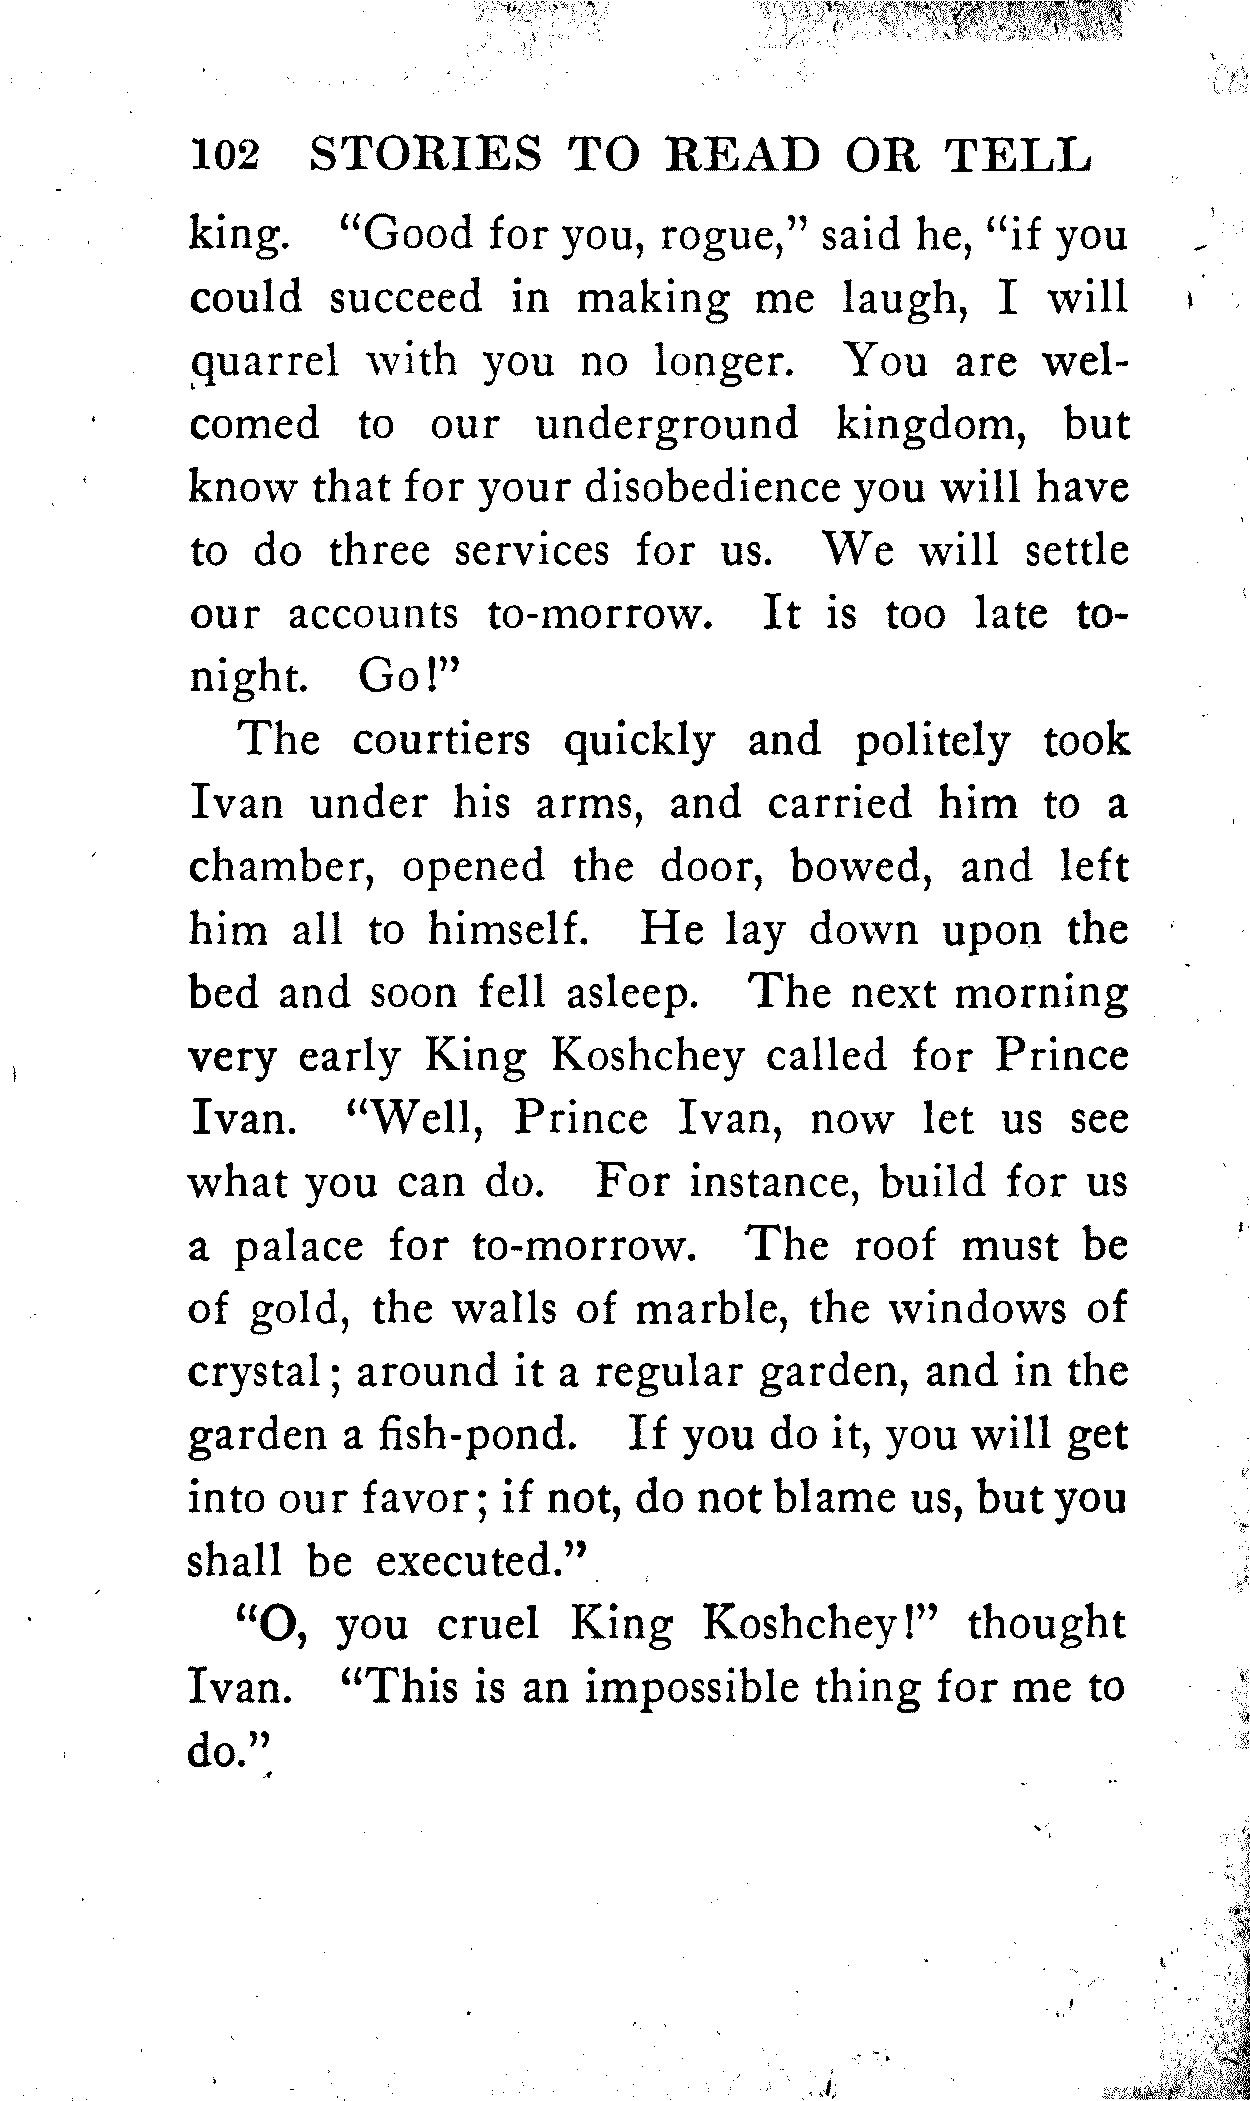 102 STORIES TO READ OR TELL
king. "Good for you, rogue," said he, "if you
could succeed in making me laugh, I will
quarrel with you no longer. You are wel-
comed to our underground kingdom, but
know that for your disobedience you will have
to do three services for us. We will settle
our accounts to-morrow. It is too late to-
night. Go!"
The courtiers quickly and politely took
Ivan under his arms, and carried him to a
chamber, opened the door, bowed, and left
him all to himself. He lay down upon the
bed and soon fell asleep. The next morning
very early King Koshchey called for Prince
Ivan. "Well, Prince Ivan, now let us see
what you can do. For instance, build for us
a palace for to-morrow. The roof must be
of gold, the walls of marble, the windows of
crystal; around it a regular garden, and in the
garden a fish-pond. If you do it, you will get
into our favor; if not, do not blame us, but you
shall be executed."
"O, you cruel King Koshchey!" thought
Ivan. "This is an impossible thing for me to
do."